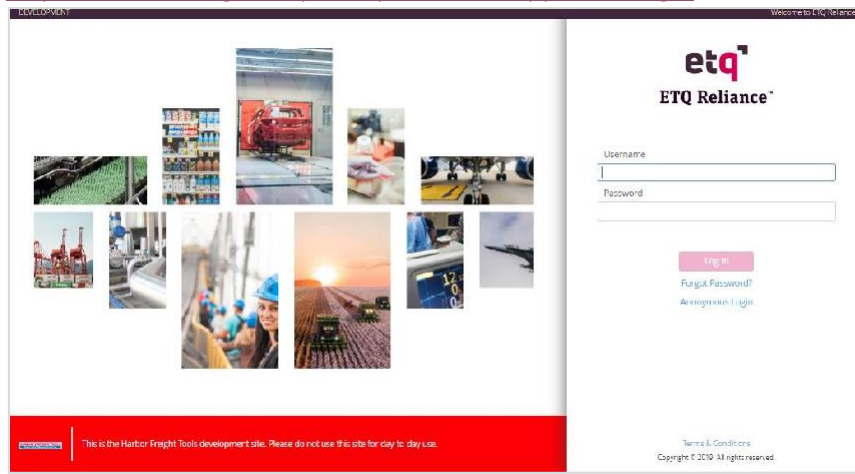 DEVELOPMENT
Welcome to ETQ Reliance
etq
ETQ Reliance™
Username
Password
Log In
Forgot Password?
Anonymous Login
This is the Harbor Freight Tools development site. Please do not use this site for day to day use.
Terms & Conditions
Copyright © 2019 All rights reserved.